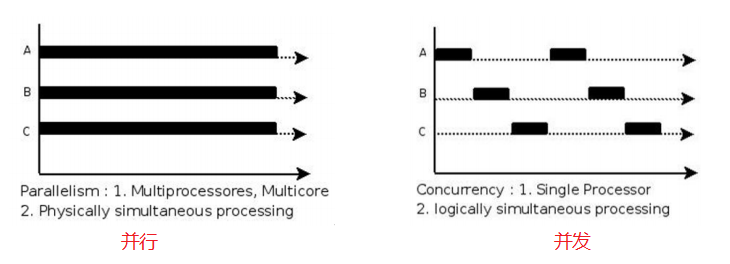 A
B
C
Parallelism : 1. Multiprocessores, Multicore
2. Physically simultaneous processing
并行
A
B
C
Concurrency : 1. Single Processor
2. logically simultaneous processing
并发